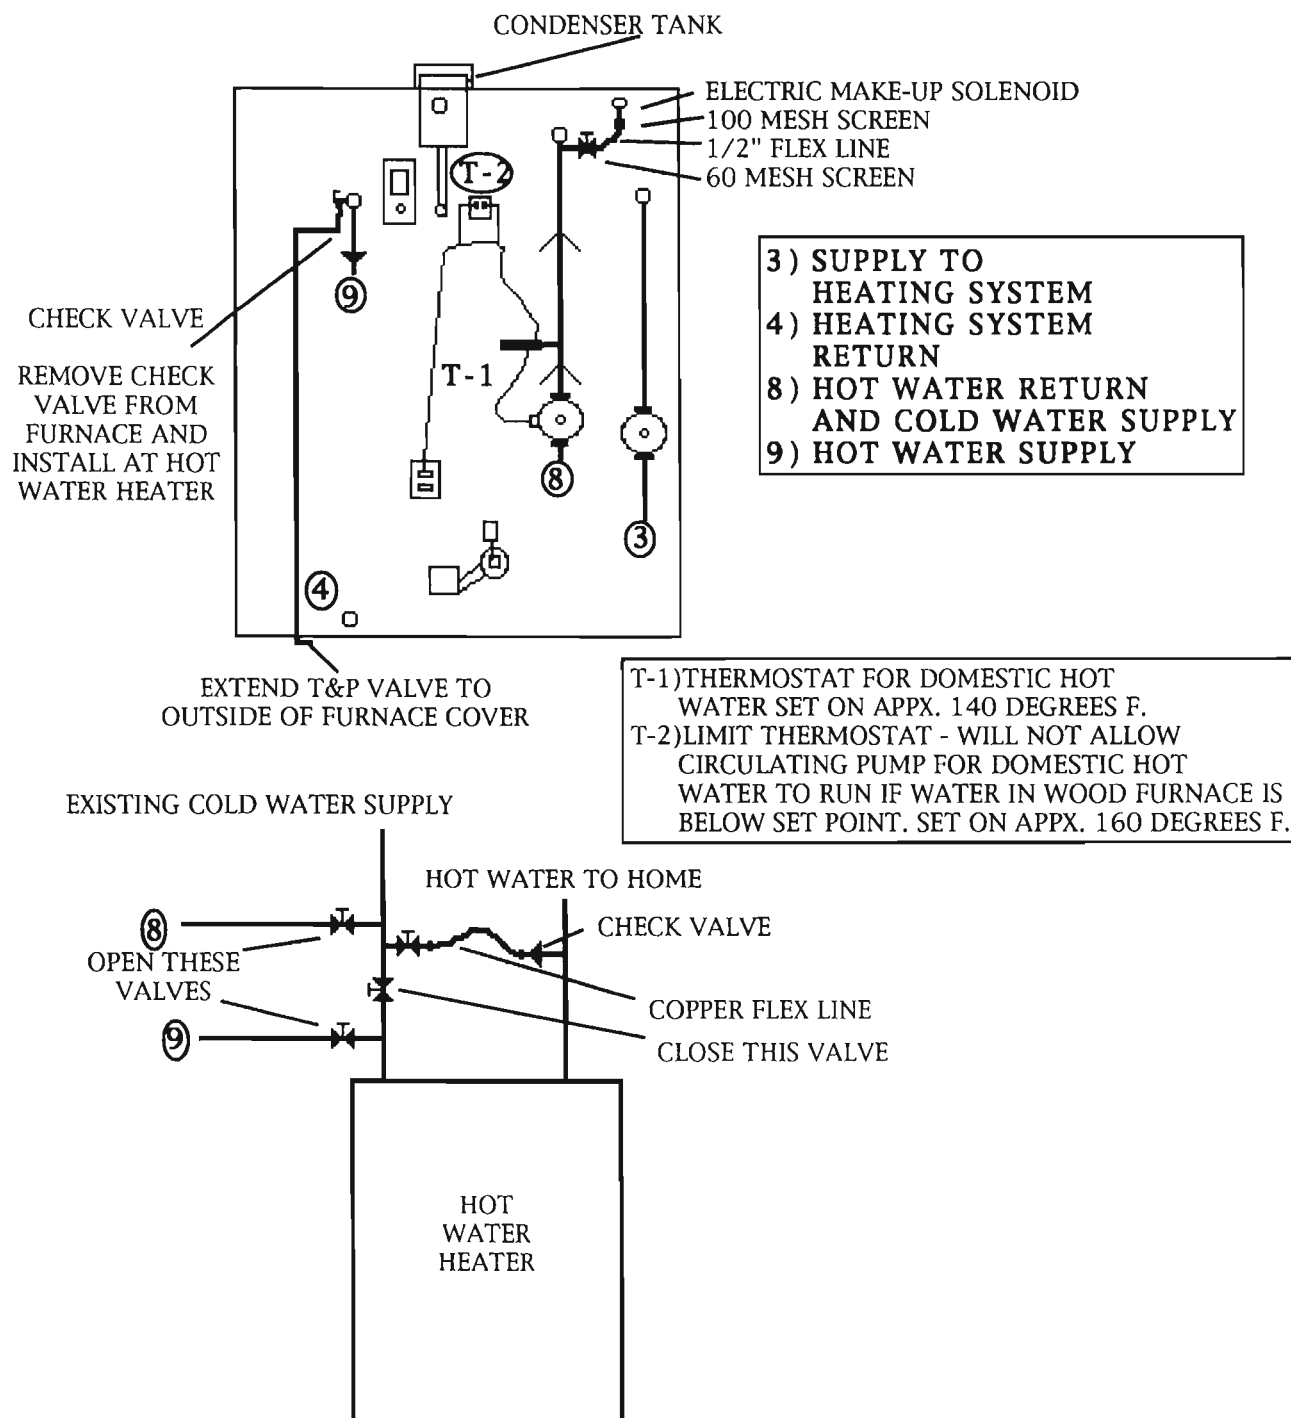 CONDENSER TANK
ELECTRIC MAKE-UP SOLENOID
100 MESH SCREEN
1/2" FLEX LINE
60 MESH SCREEN
T-2
9
CHECK VALVE
REMOVE CHECK
VALVE FROM
FURNACE AND
INSTALL AT HOT
WATER HEATER
T-1
8
3
4
3) SUPPLY TO
HEATING SYSTEM
4) HEATING SYSTEM
RETURN
8) HOT WATER RETURN
AND COLD WATER SUPPLY
9) HOT WATER SUPPLY
EXTEND T&P VALVE TO
OUTSIDE OF FURNACE COVER
T-1)THERMOSTAT FOR DOMESTIC HOT
WATER SET ON APPX. 140 DEGREES F.
T-2)LIMIT THERMOSTAT - WILL NOT ALLOW
CIRCULATING PUMP FOR DOMESTIC HOT
WATER TO RUN IF WATER IN WOOD FURNACE IS
BELOW SET POINT. SET ON APPX. 160 DEGREES F.
EXISTING COLD WATER SUPPLY
HOT WATER TO HOME
8
CHECK VALVE
OPEN THESE
VALVES
COPPER FLEX LINE
9
CLOSE THIS VALVE
HOT
WATER
HEATER